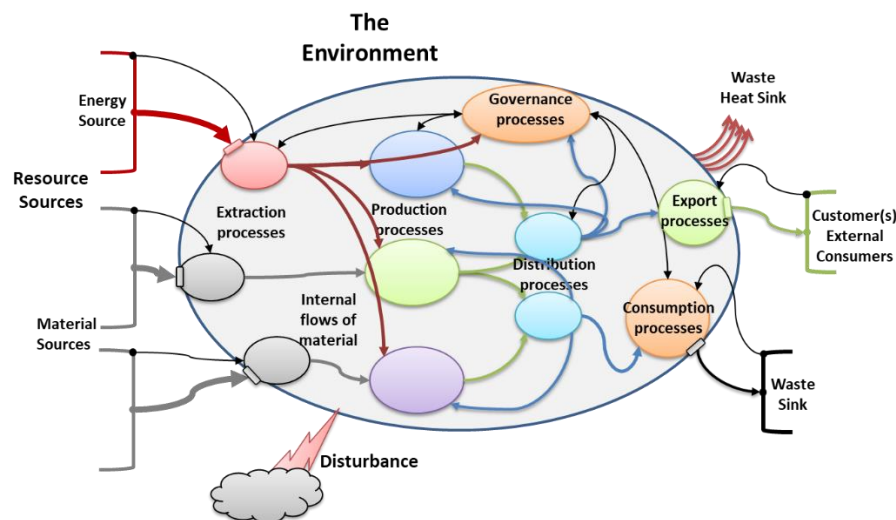 The
Environment
Energy
Source
Resource
Sources
Material
Sources
Extraction
processes
Internal
flows of
material
Governance
processes
Production
processes
Distribution
processes
Export
processes
Consumption
processes
Waste
Heat Sink
Customer(s)
External
Consumers
Waste
Sink
Disturbance